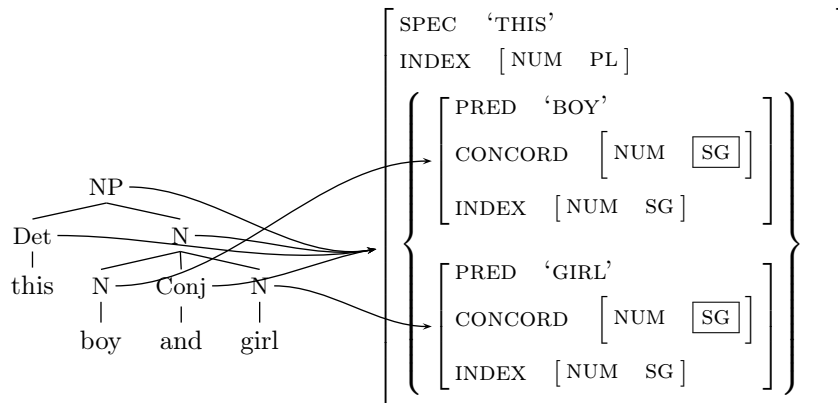 SPEC ‘THIS’
INDEX [NUM PL]
PRED ‘BOY’
CONCORD [NUM SG]
INDEX [NUM SG]
PRED ‘GIRL’
CONCORD [NUM SG]
INDEX [NUM SG]
NP
Det N
this N Conj N
boy and girl